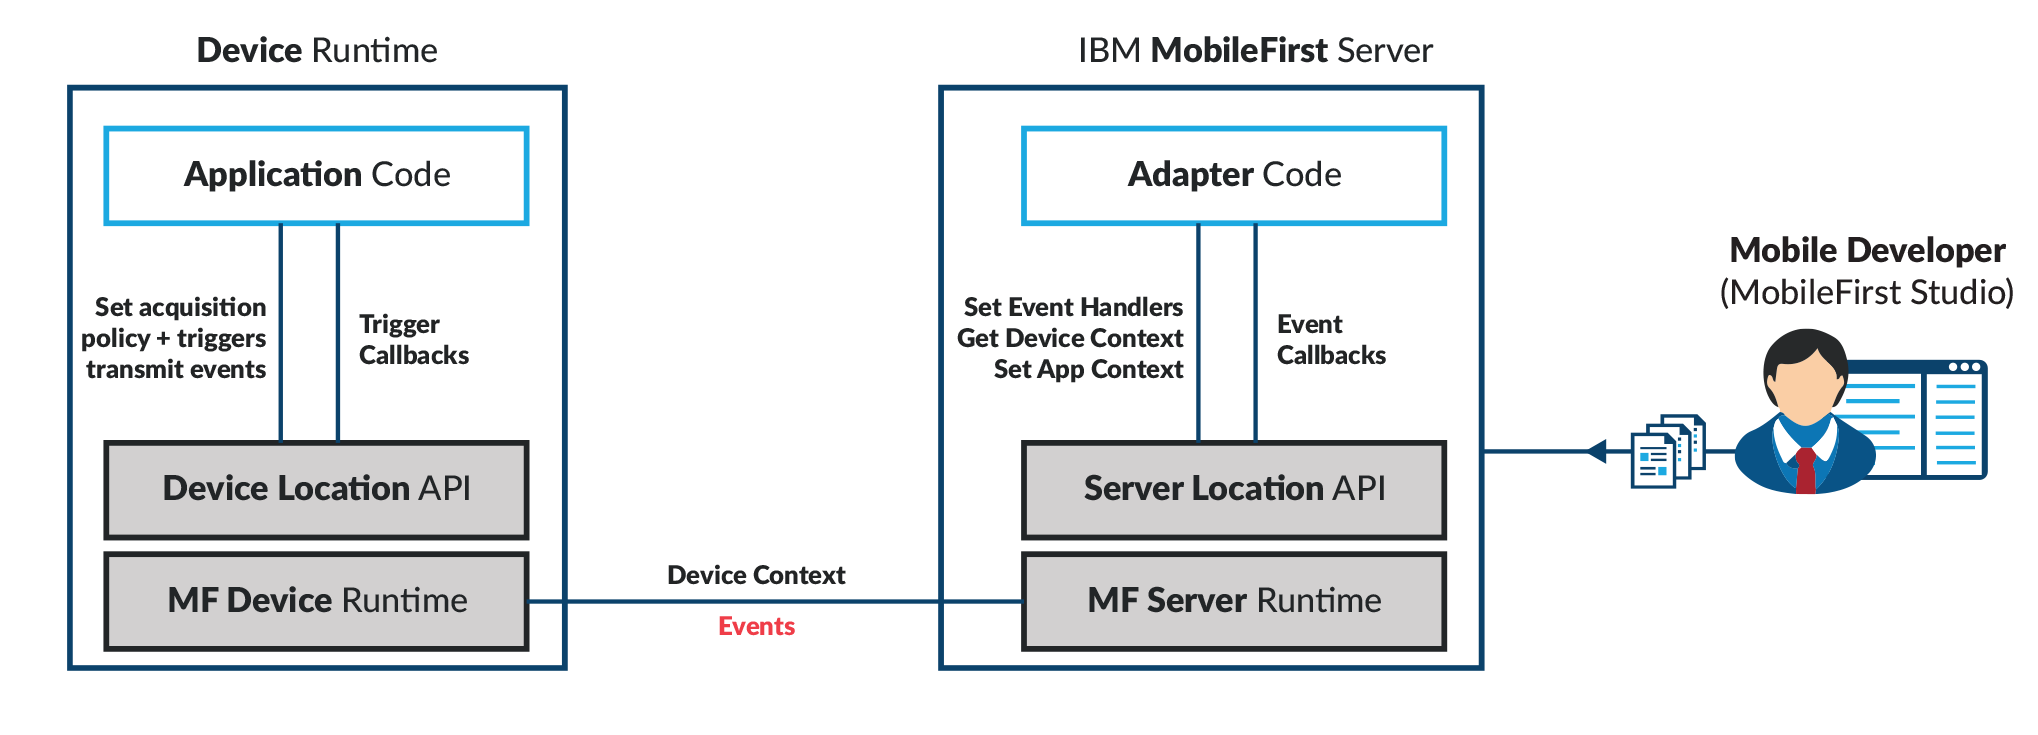 Device Runtime
Application Code
Set acquisition
policy + triggers
transmit events
Trigger
Callbacks
Device Location API
MF Device Runtime
Device Context
Events
IBM MobileFirst Server
Adapter Code
Set Event Handlers
Get Device Context
Set App Context
Event
Callbacks
Server Location API
MF Server Runtime
Mobile Developer
(MobileFirst Studio)